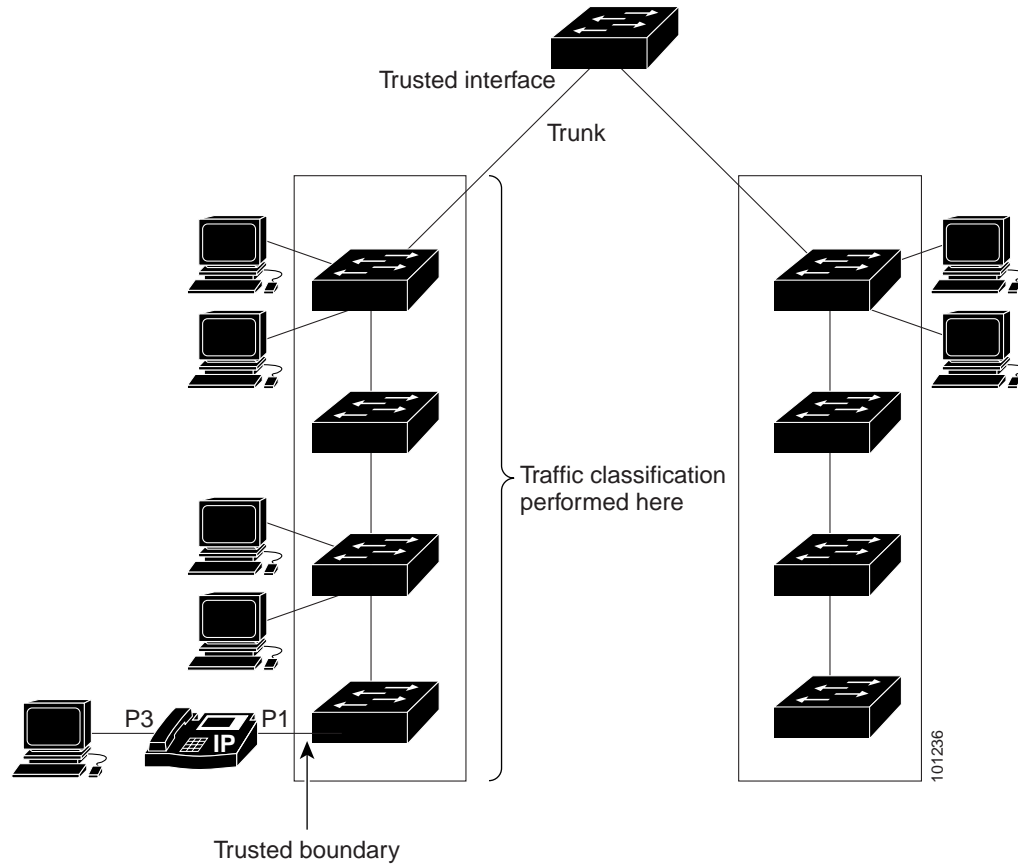 Trusted interface
Trunk
Traffic classification
performed here
P3
IP
P1
Trusted boundary
101236